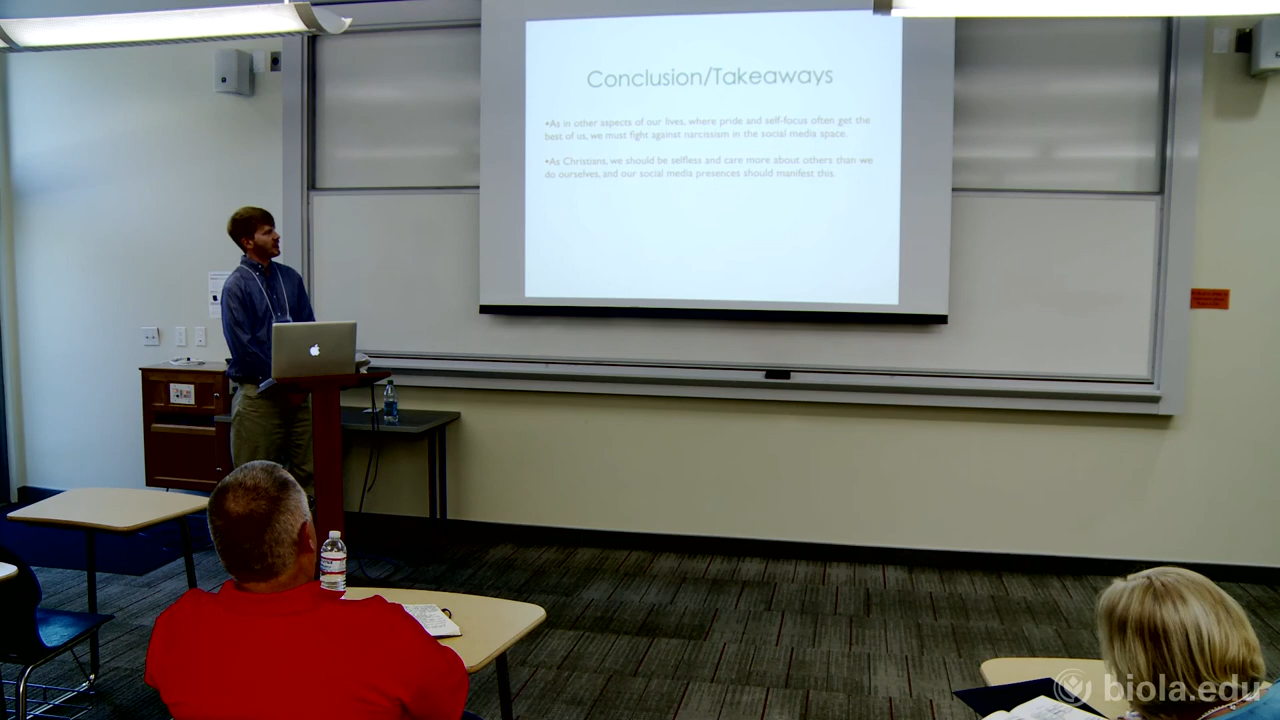 Conclusion/Takeaways
•As in other aspects of our lives, where pride and self-focus often get the
best of us, we must fight against narcissism in the social media space.
•As Christians, we should be selfless and care more about others than we
do ourselves, and our social media presences should manifest this.
biola.edu